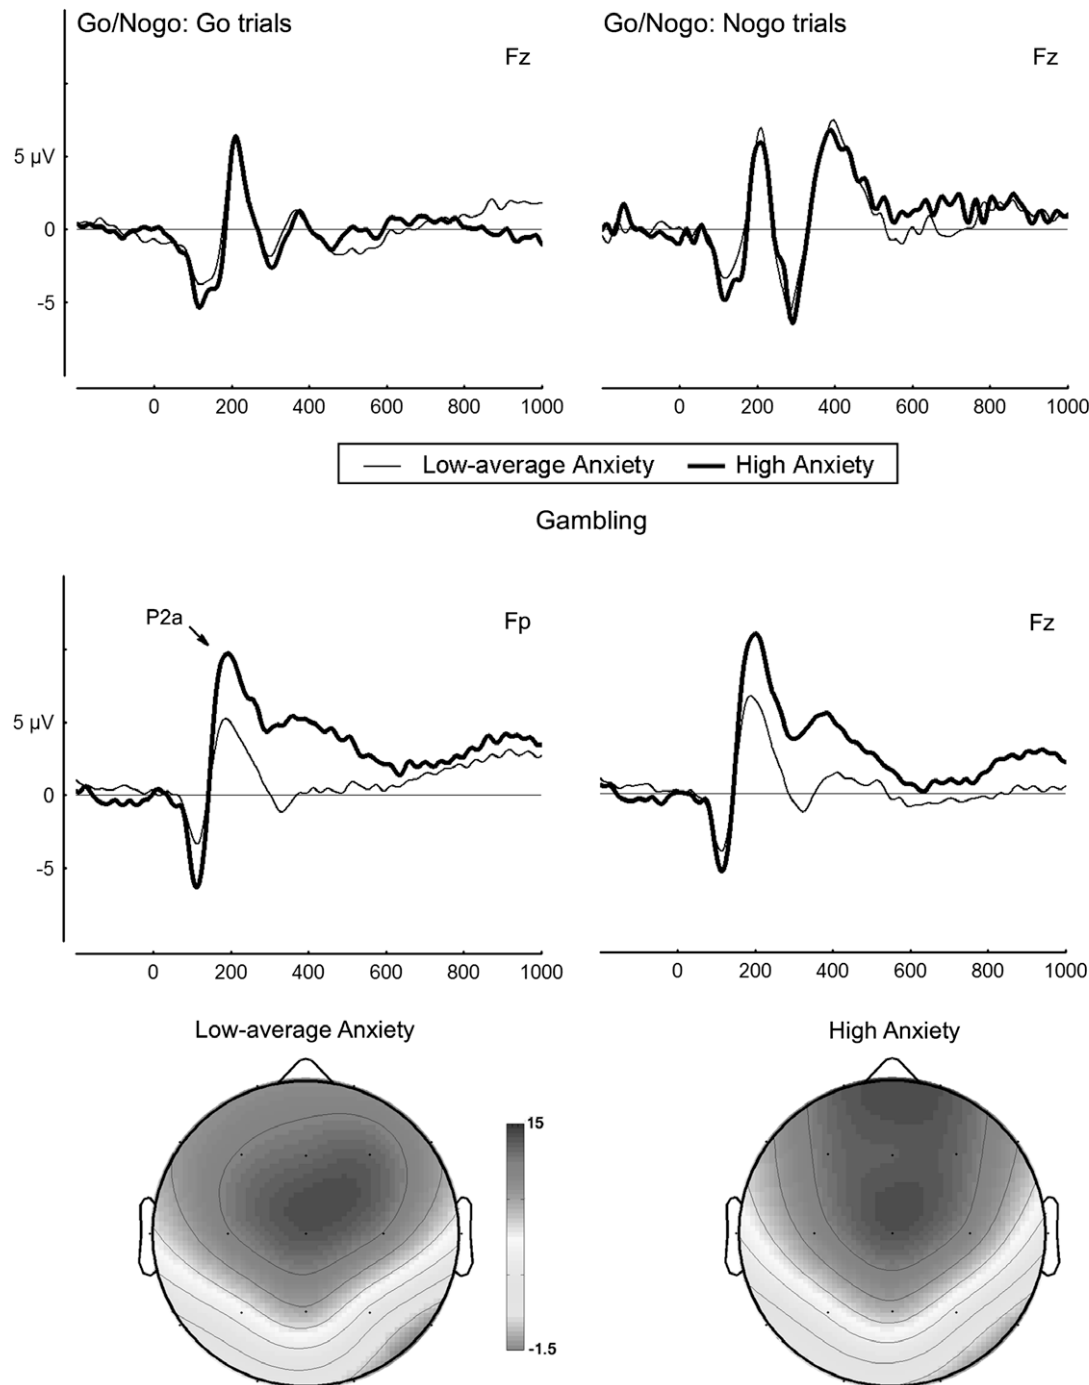 Go/Nogo: Go trials
Go/Nogo: Nogo trials
Fz
Fz
5 µV
0
-5
0 200 400 600 800 1000
0 200 400 600 800 1000
Low-average Anxiety High Anxiety
Gambling
P2a
Fp
Fz
5 µV
0
-5
0 200 400 600 800 1000
0 200 400 600 800 1000
Low-average Anxiety
High Anxiety
15
-1.5